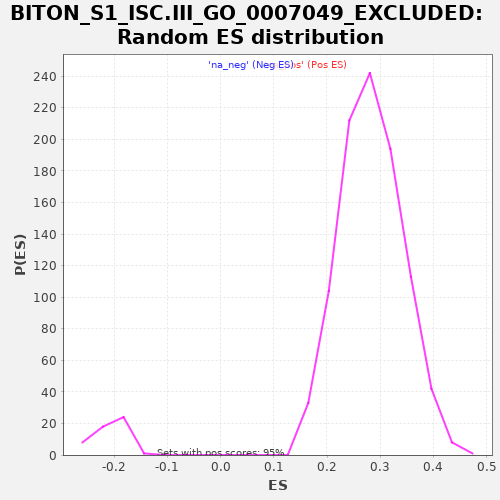 BITON_S1_ISC.III_GO_0007049_EXCLUDED:
Random ES distribution
'na_neg' (Neg ES) s' (Pos ES)
240
220
200
180
160
140
120
100
80
60
40
20
0
P(ES)
Sets with pos scores: 95%
-0.2 -0.1 0.0 0.1 0.2 0.3 0.4 0.5
ES